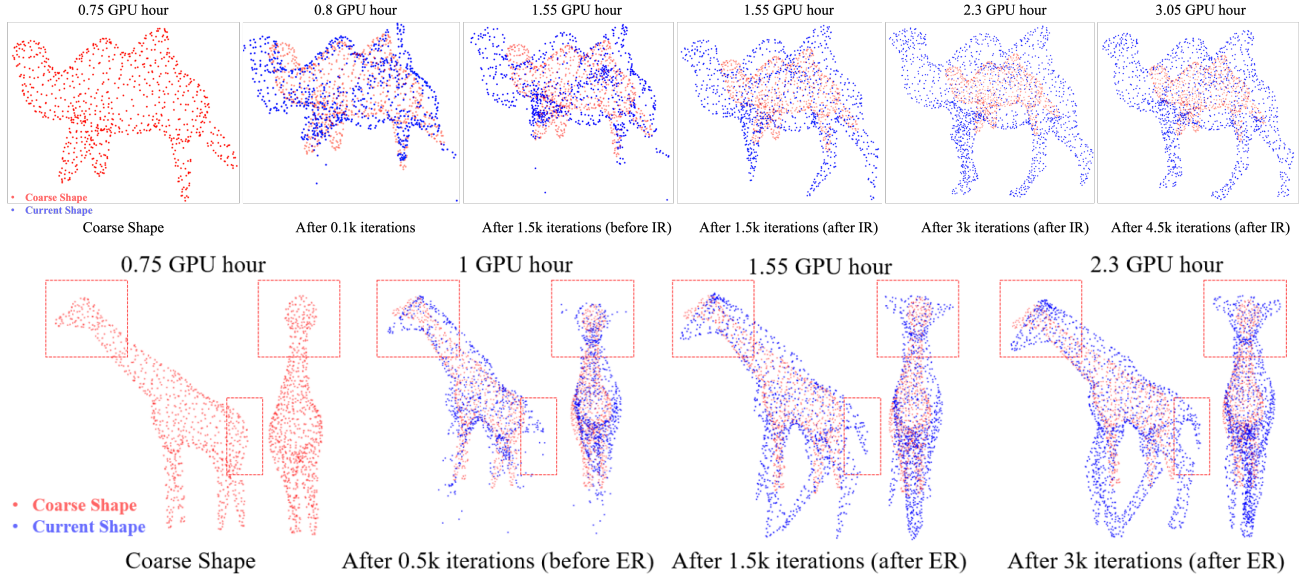 0.75 GPU hour
0.8 GPU hour
1.55 GPU hour
1.55 GPU hour
2.3 GPU hour
3.05 GPU hour
Coarse Shape
Current Shape
Coarse Shape
After 0.1k iterations
After 1.5k iterations (before IR)
After 1.5k iterations (after IR)
After 3k iterations (after IR)
After 4.5k iterations (after IR)
0.75 GPU hour
1 GPU hour
1.55 GPU hour
2.3 GPU hour
Coarse Shape
Current Shape
Coarse Shape
After 0.5k iterations (before ER)
After 1.5k iterations (after ER)
After 3k iterations (after ER)